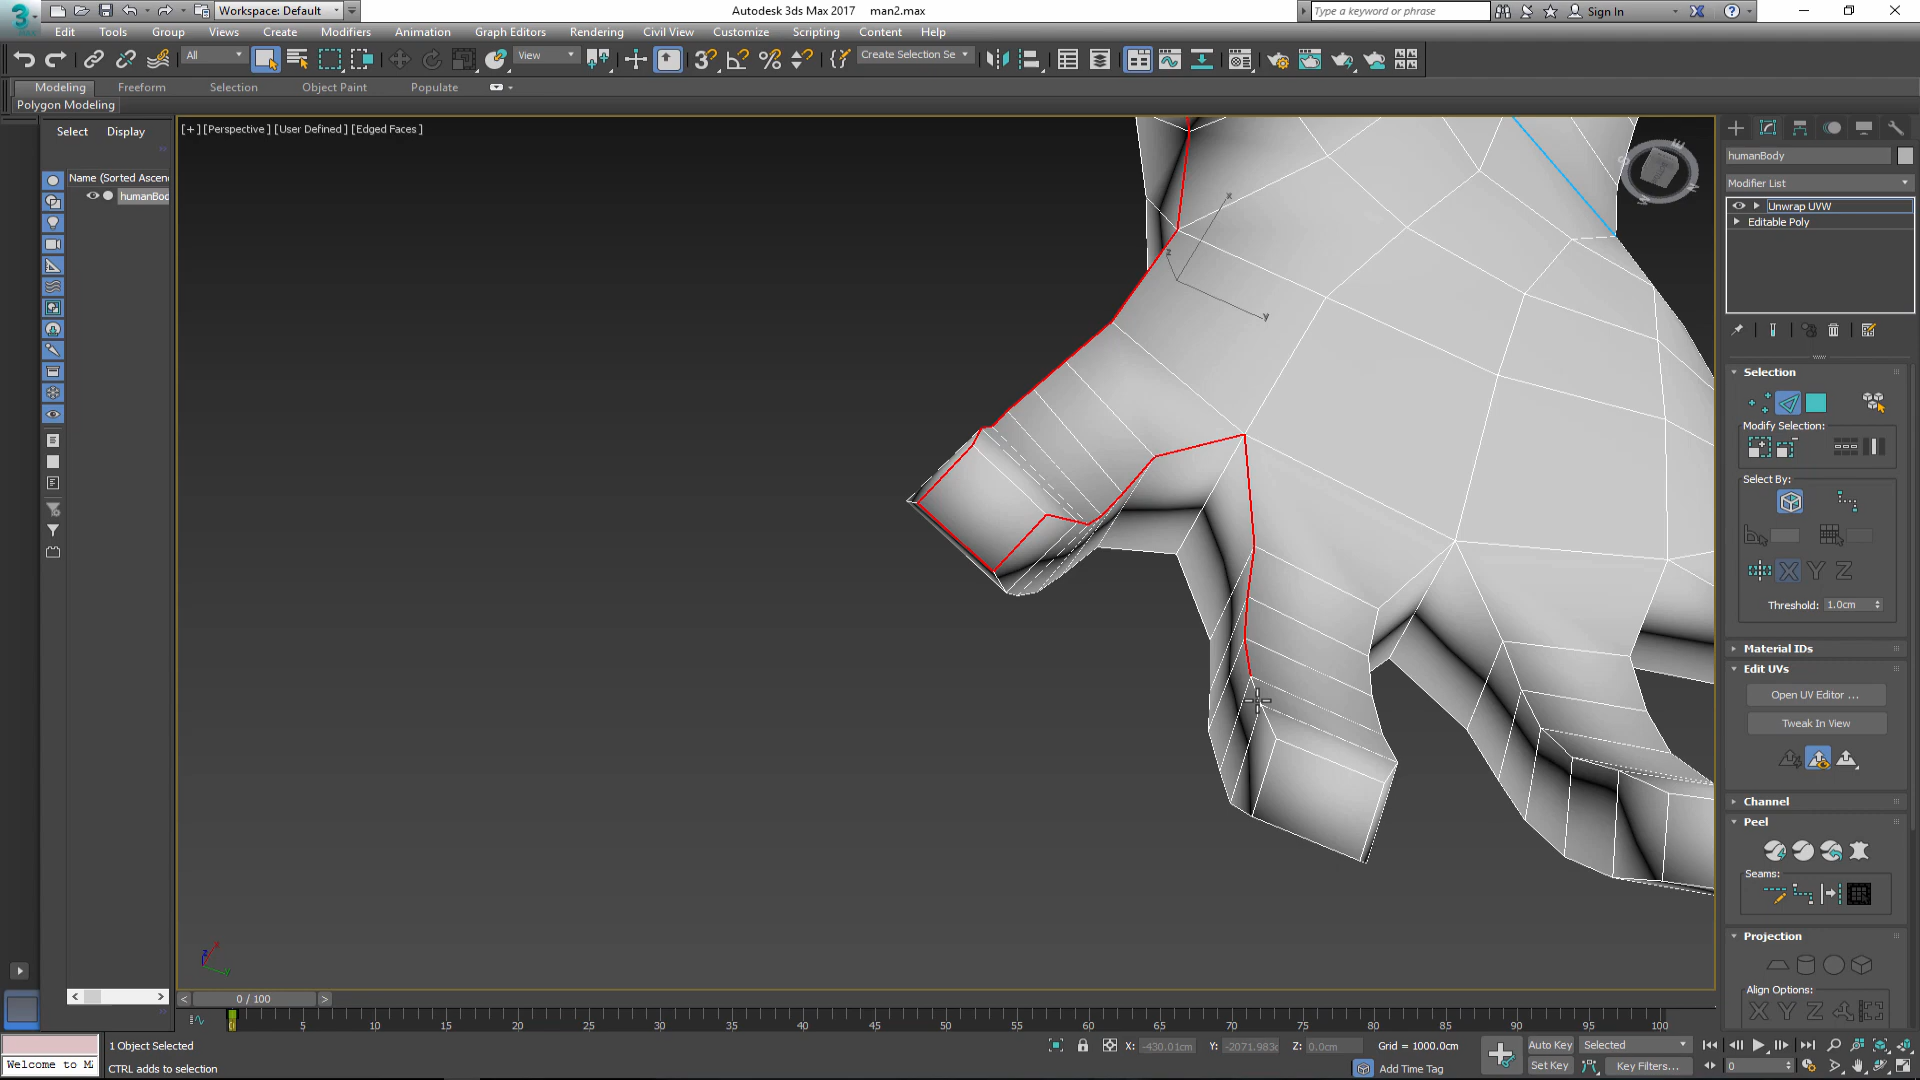 Workspace: Default
Autodesk 3ds Max 2017    man2.max
Type a keyword or phrase
Sign In
Edit Tools Group Views Create Modifiers Animation Graph Editors Rendering Civil View Customize Scripting Content Help
All
View
Create Selection Se
Modeling Freeform Selection Object Paint Populate
Polygon Modeling
Select Display
[+] [Perspective] [User Defined] [Edged Faces]
Name (Sorted Ascen
humanBod
x
z
y
humanBody
Modifier List
Unwrap UVW
Editable Poly
Selection
Modify Selection:
Select By:
X Y Z
Threshold: 1.0cm
Material IDs
Edit UVs
Open UV Editor ...
Tweak In View
Channel
Peel
Seams:
Projection
Align Options:
X Y Z
0 / 100
0 5 10 15 20 25 30 35 40 45 50 55 60 65 70 75 80 85 90 95 100
1 Object Selected
X: -430.01cm Y: -2071.983c Z: 0.0cm Grid = 1000.0cm
Auto Key Selected
Welcome to M
CTRL adds to selection
Add Time Tag
Set Key Key Filters...
0